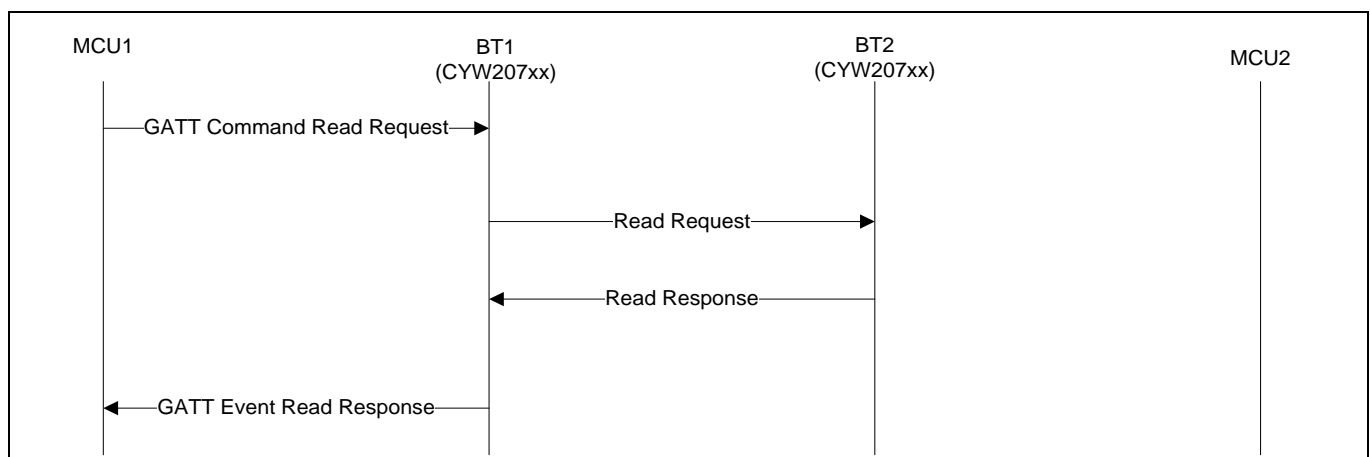 MCU1
BT1
(CYW207xx)
BT2
(CYW207xx)
MCU2
GATT Command Read Request
Read Request
Read Response
GATT Event Read Response